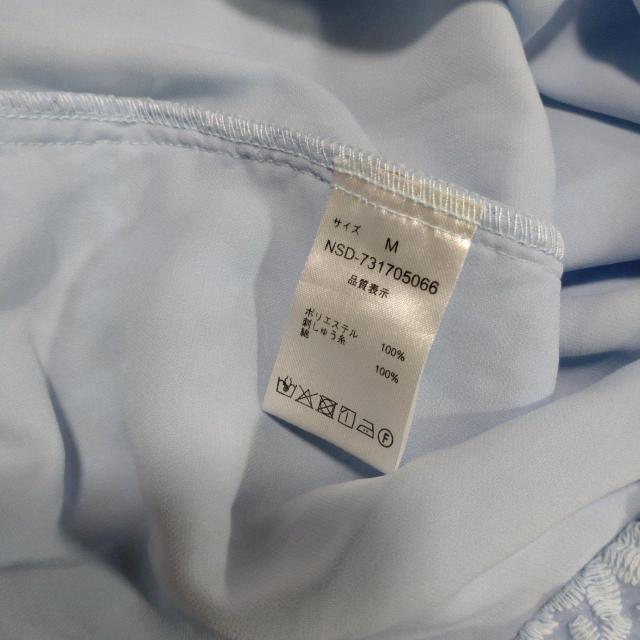 サイズ M
NSD-731705066
品質表示
ポリエステル 100%
刺しゅう糸
綿 100%
F